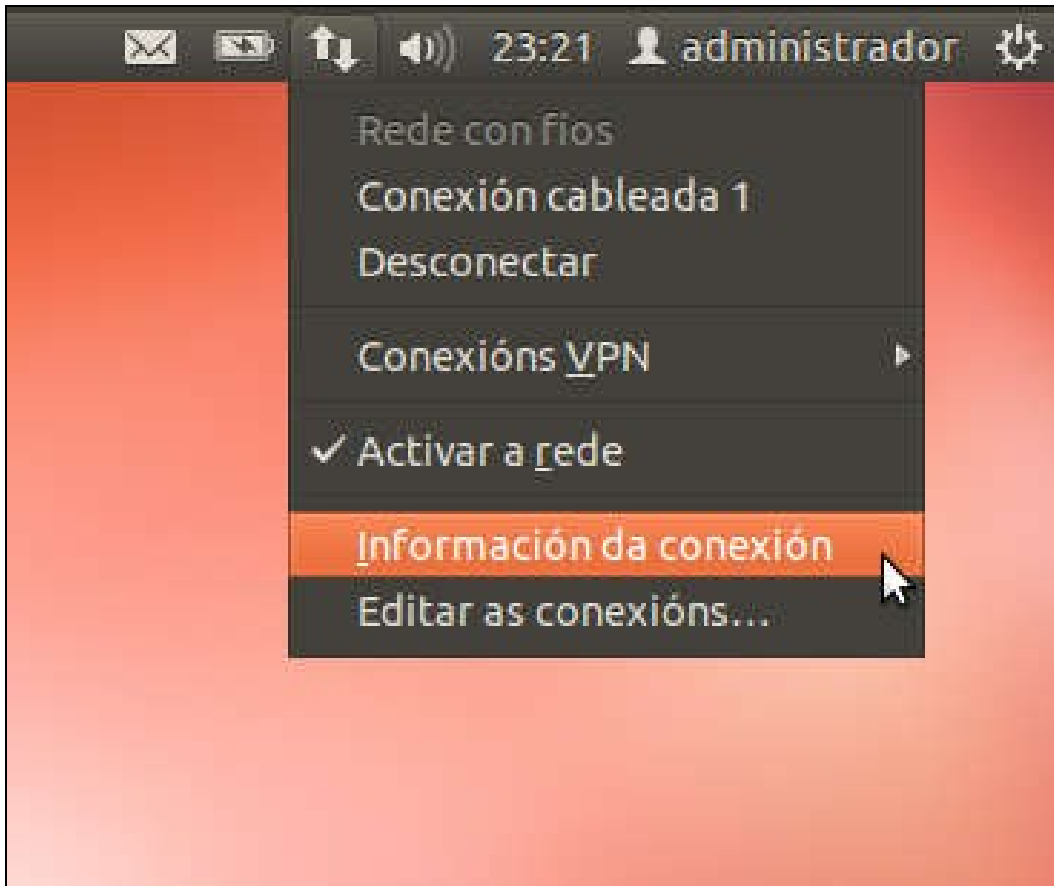 23:21 administrador
Rede con fíos
Conexión cableada 1
Desconectar
Conexións VPN
Activar a rede
Información da conexión
Editar as conexións...